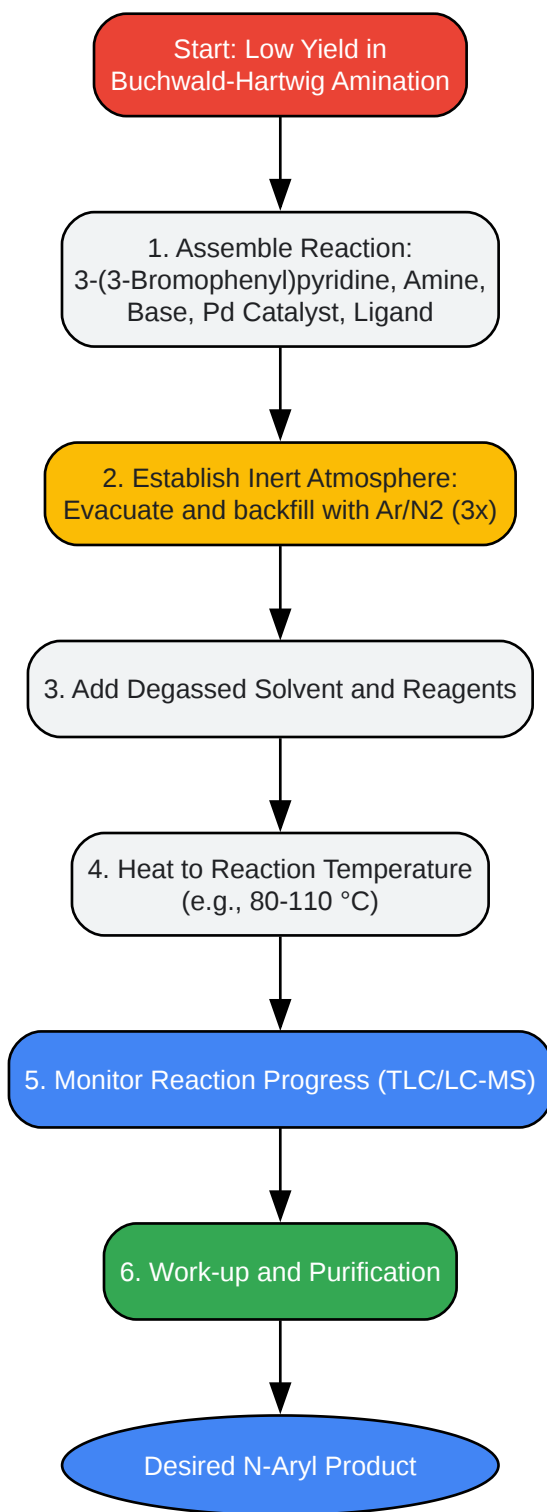 Start: Low Yield in
Buchwald-Hartwig Amination
1. Assemble Reaction:
3-(3-Bromophenyl)pyridine, Amine,
Base, Pd Catalyst, Ligand
2. Establish Inert Atmosphere:
Evacuate and backfill with Ar/N2 (3x)
3. Add Degassed Solvent and Reagents
4. Heat to Reaction Temperature
(e.g., 80-110 °C)
5. Monitor Reaction Progress (TLC/LC-MS)
6. Work-up and Purification
Desired N-Aryl Product